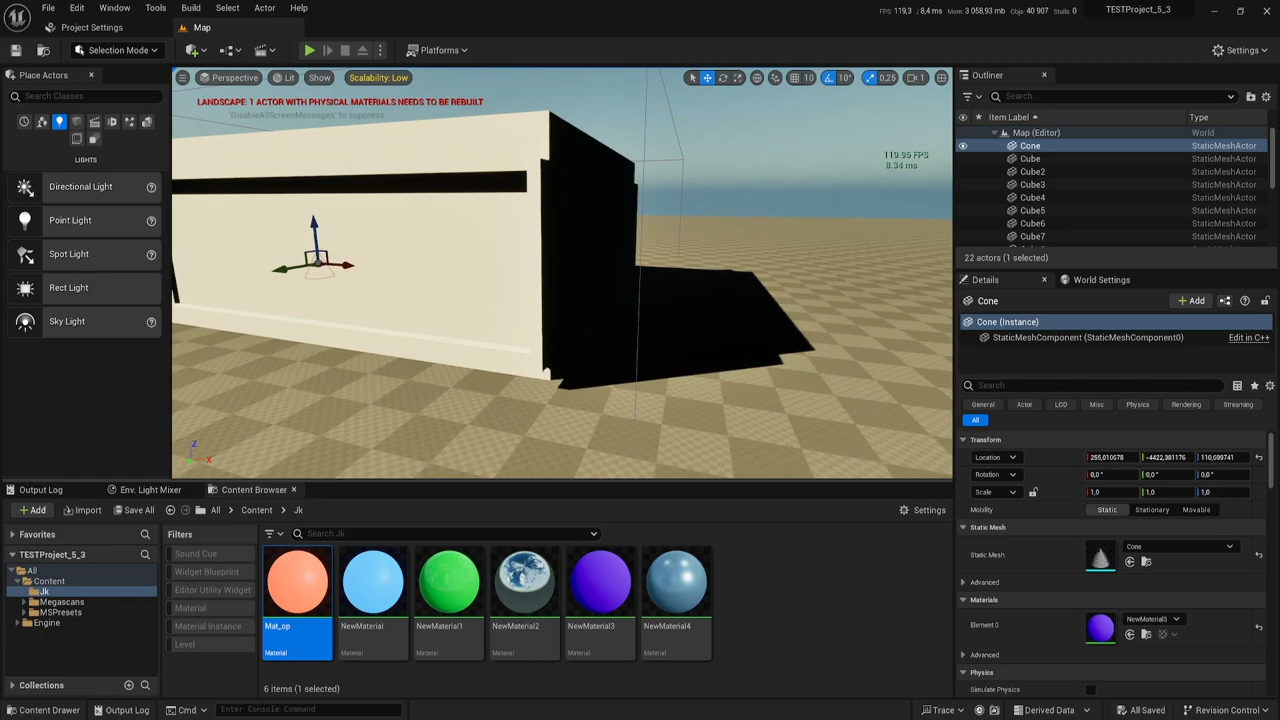 File Edit Window Tools Build Select Actor Help
FPS: 119,3 / 8,4 ms Mem: 3 058,93 mb Obj: 40 907 Stalls: 0
TESTProject_5_3
Project Settings
Map
Selection Mode
Platforms
Settings
Place Actors
Search Classes
LIGHTS
Directional Light
Point Light
Spot Light
Rect Light
Sky Light
Perspective Lit Show Scalability: Low
10 10° 0,25 1
LANDSCAPE: 1 ACTOR WITH PHYSICAL MATERIALS NEEDS TO BE REBUILT
'DisableAllScreenMessages' to suppress
119.95 FPS
8.34 ms
Z
X
Outliner
Search...
Item Label Type
Map (Editor) World
Cone StaticMeshActor
Cube StaticMeshActor
Cube2 StaticMeshActor
Cube3 StaticMeshActor
Cube4 StaticMeshActor
Cube5 StaticMeshActor
Cube6 StaticMeshActor
Cube7 StaticMeshActor
22 actors (1 selected)
Details World Settings
Cone
Add
Cone (Instance)
StaticMeshComponent (StaticMeshComponent0) Edit in C++
Search
General Actor LOD Misc Physics Rendering Streaming
All
Transform
Location 255,010678 -4422,381176 110,699741
Rotation 0,0° 0,0° 0,0°
Scale 1,0 1,0 1,0
Mobility Static Stationary Movable
Static Mesh
Static Mesh Cone
Advanced
Materials
Element 0 NewMaterial3
Advanced
Physics
Simulate Physics
Output Log Env. Light Mixer Content Browser
Add Import Save All All Content Jk Settings
Favorites
TESTProject_5_3
All
Content
Jk
Megascans
MSPresets
Engine
Collections
Filters
Sound Cue
Widget Blueprint
Editor Utility Widget
Material
Material Instance
Level
Search Jk
Mat_op NewMaterial NewMaterial1 NewMaterial2 NewMaterial3 NewMaterial4
Material Material Material Material Material Material
6 items (1 selected)
Content Drawer Output Log Cmd Enter Console Command Trace Derived Data All Saved Revision Control